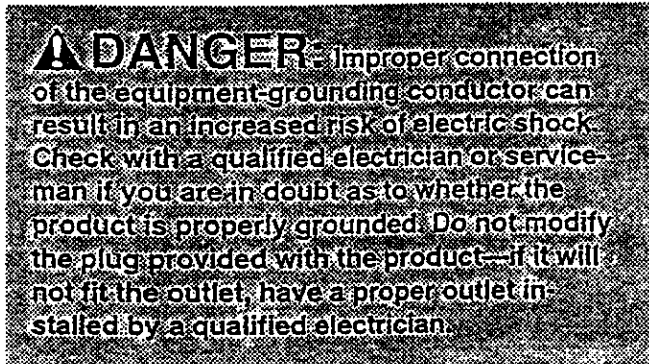 DANGER: Improper connection
of the equipment-grounding conductor can
result in an increased risk of electric shock.
Check with a qualified electrician or service-
man if you are in doubt as to whether the
product is properly grounded. Do not modify
the plug provided with the product—if it will
not fit the outlet, have a proper outlet in-
stalled by a qualified electrician.